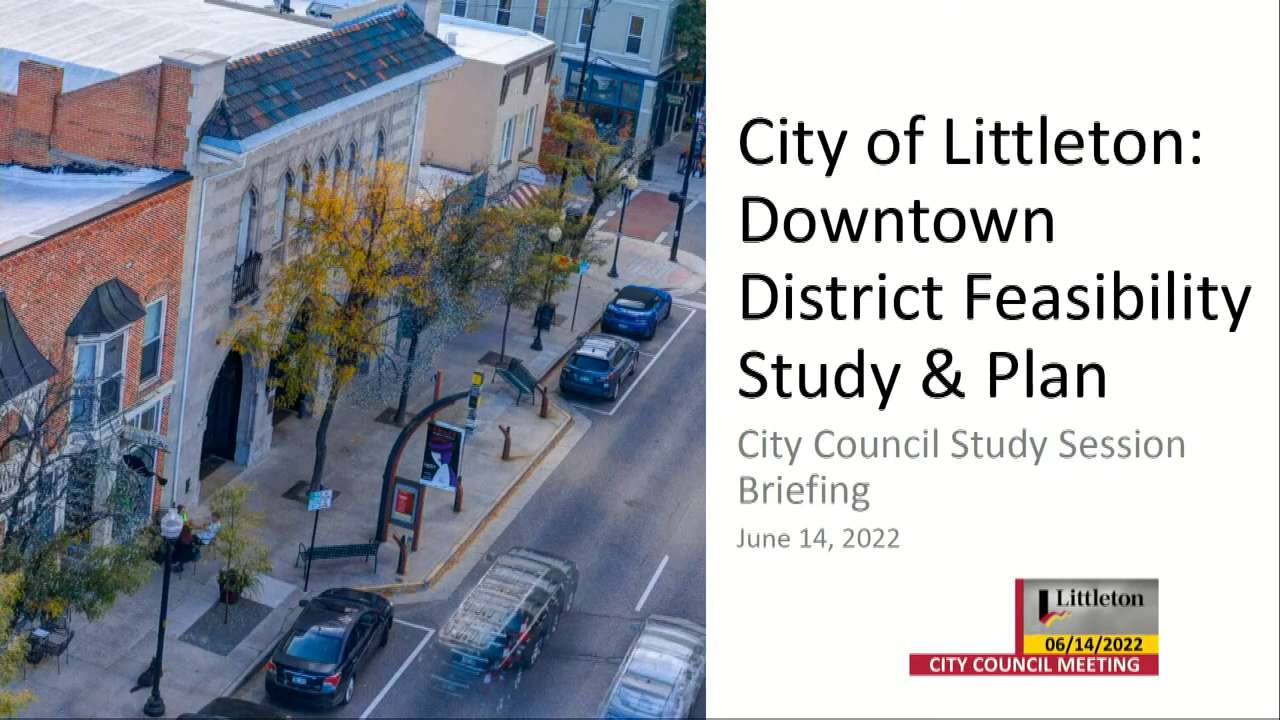 City of Littleton:
Downtown
District Feasibility
Study & Plan
City Council Study Session
Briefing
June 14, 2022
Littleton
06/14/2022
CITY COUNCIL MEETING